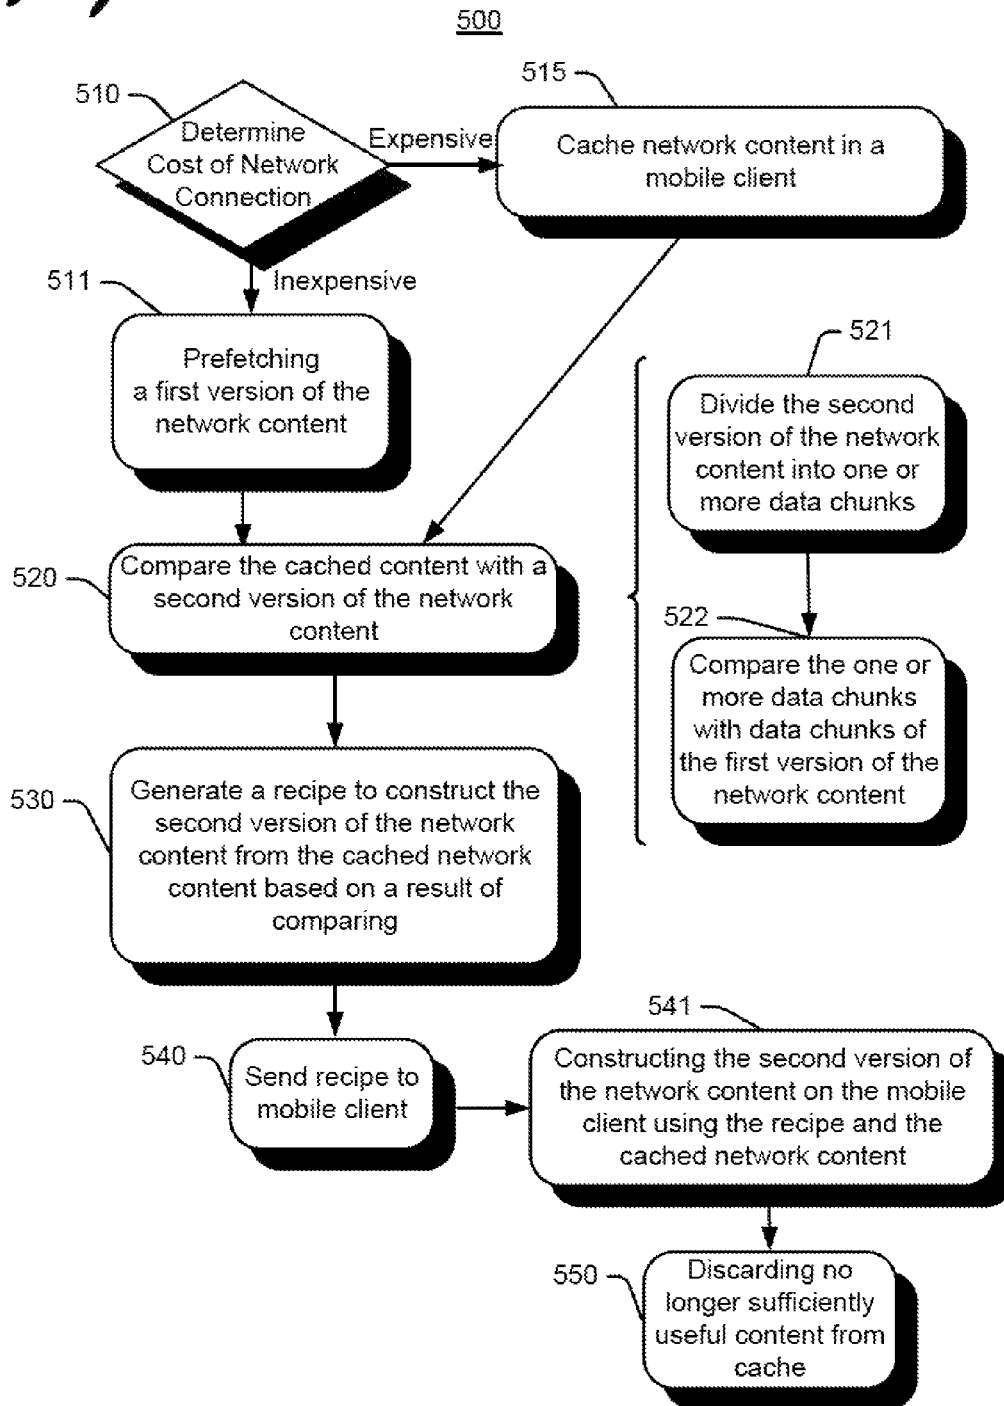 500
510
Determine
Cost of Network
Connection
Expensive
515
Cache network content in a
mobile client
Inexpensive
511
Prefetching
a first version of the
network content
521
Divide the second
version of the network
content into one or
more data chunks
520
Compare the cached content with a
second version of the network
content
522
Compare the one or
more data chunks
with data chunks of
the first version of the
network content
530
Generate a recipe to construct the
second version of the network
content from the cached network
content based on a result of
comparing
540
Send recipe to
mobile client
541
Constructing the second version of
the network content on the mobile
client using the recipe and the
cached network content
550
Discarding no
longer sufficiently
useful content from
cache